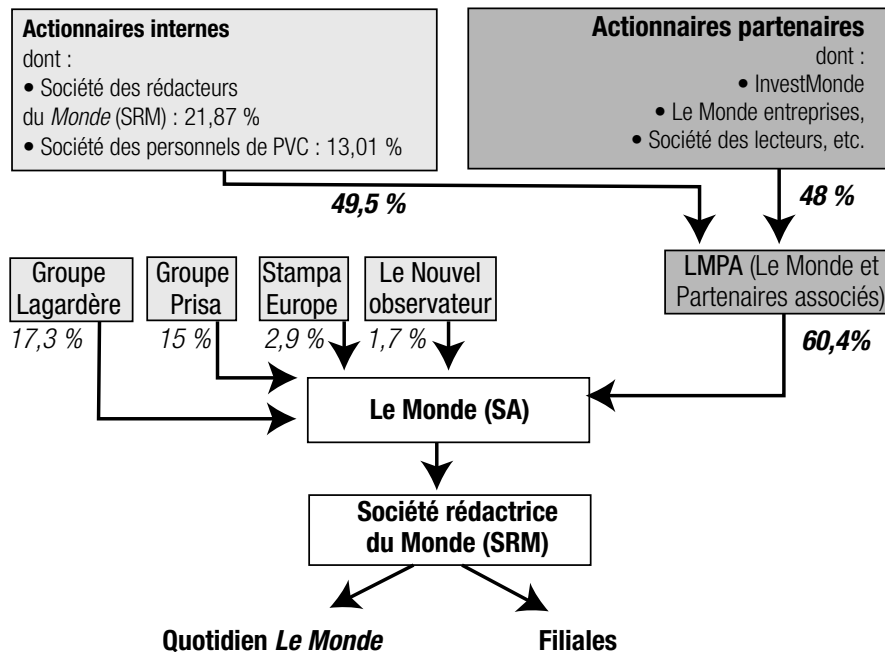 Actionnaires internes
dont :
• Société des rédacteurs
du Monde (SRM) : 21,87 %
• Société des personnels de PVC : 13,01 %
Actionnaires partenaires
dont :
• InvestMonde
• Le Monde entreprises,
• Société des lecteurs, etc.
49,5 %
48 %
Groupe
Lagardère
17,3 %
Groupe
Prisa
15 %
Stampa
Europe
2,9 %
Le Nouvel
observateur
1,7 %
LMPA (Le Monde et
Partenaires associés)
60,4%
Le Monde (SA)
Société rédactrice
du Monde (SRM)
Quotidien Le Monde
Filiales